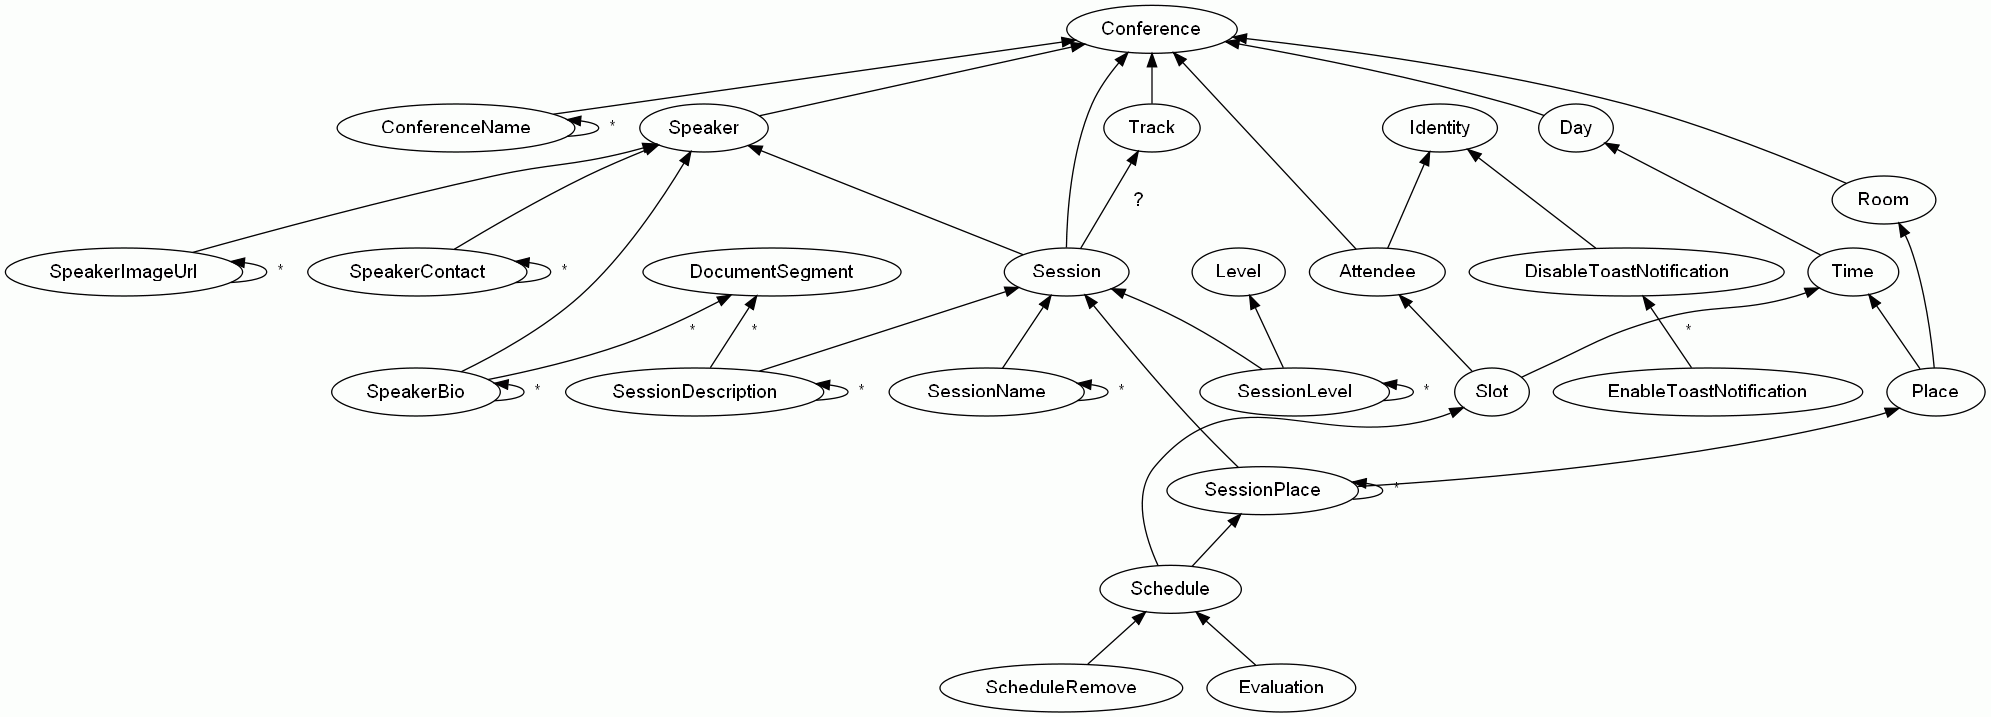 Conference
ConferenceName
*
Speaker
Track
Identity
Day
?
Room
SpeakerImageUrl
*
SpeakerContact
*
DocumentSegment
Session
Level
Attendee
DisableToastNotification
Time
*
*
*
SpeakerBio
*
SessionDescription
*
SessionName
*
SessionLevel
*
Slot
EnableToastNotification
Place
SessionPlace
*
Schedule
ScheduleRemove
Evaluation